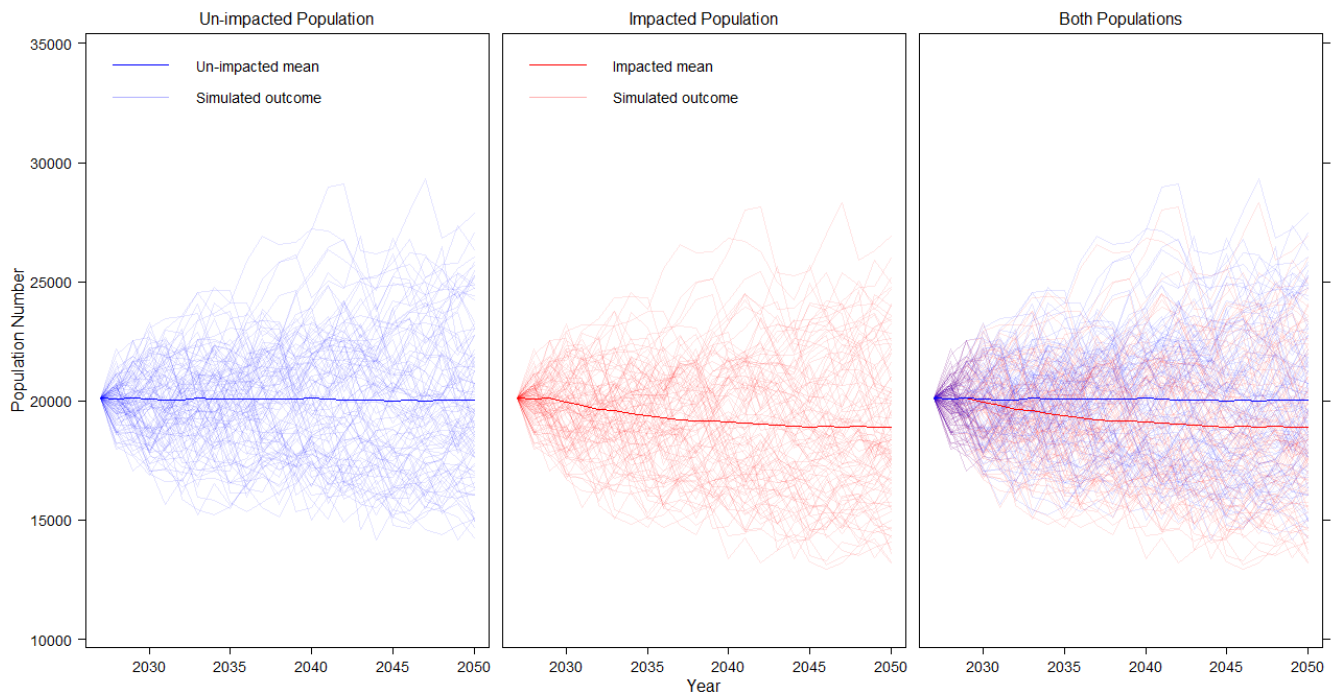 Un-impacted Population
Impacted Population
Both Populations
Un-impacted mean
Simulated outcome
Impacted mean
Simulated outcome
Population Number
35000
30000
25000
20000
15000
10000
2030 2035 2040 2045 2050
2030 2035 2040 2045 2050
2030 2035 2040 2045 2050
Year